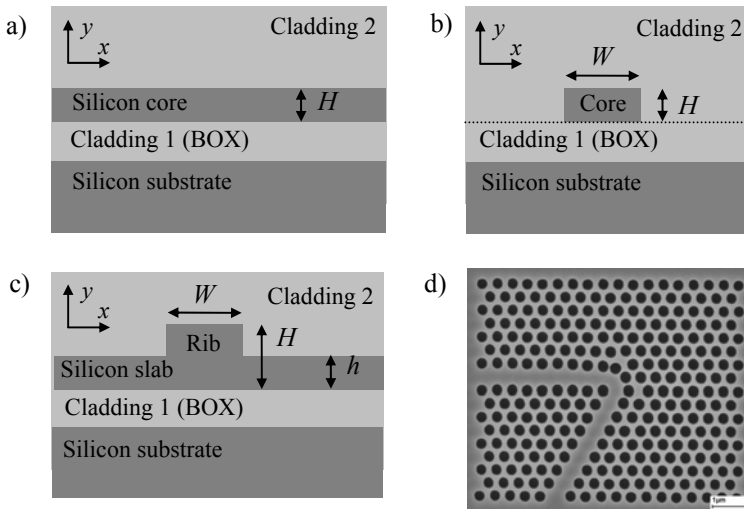 a)
y
x
Cladding 2
Silicon core
H
Cladding 1 (BOX)
Silicon substrate
b)
y
x
Cladding 2
W
Core
H
Cladding 1 (BOX)
Silicon substrate
c)
y
x
W
Cladding 2
Rib
H
Silicon slab
h
Cladding 1 (BOX)
Silicon substrate
d)
1µm